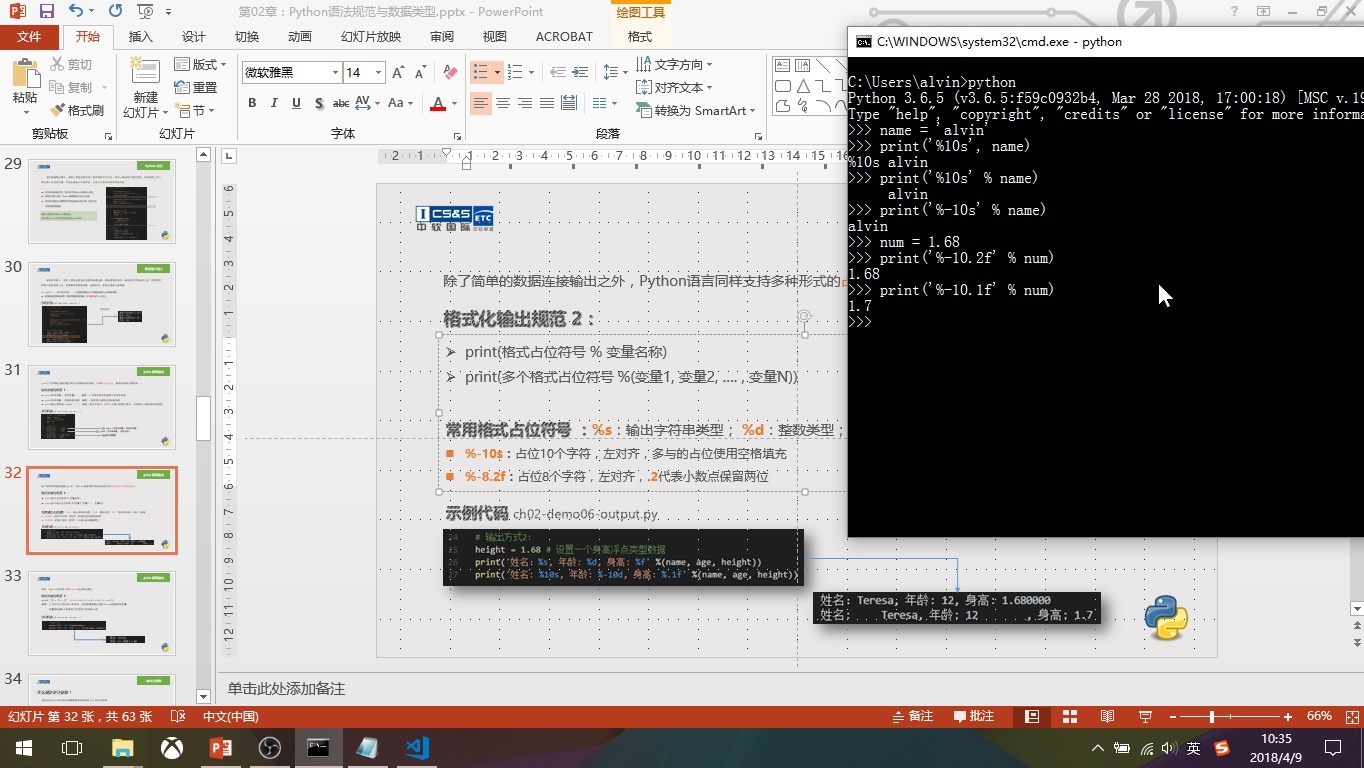 第02章：Python语法规范与数据类型.pptx - PowerPoint
绘图工具
文件
开始
插入
设计
切换
动画
幻灯片放映
审阅
视图
ACROBAT
格式
粘贴
剪切
复制
格式刷
剪贴板
新建
幻灯片
版式
重置
节
幻灯片
微软雅黑
14
字体
文字方向
对齐文本
转换为 SmartArt
段落
C:\WINDOWS\system32\cmd.exe - python
C:\Users\alvin>python
Python 3.6.5 (v3.6.5:f59c0932b4, Mar 28 2018, 17:00:18) [MSC v.19
Type "help", "copyright", "credits" or "license" for more informa
>>> name = 'alvin'
>>> print('%10s', name)
%10s alvin
>>> print('%10s' % name)
     alvin
>>> print('%-10s' % name)
alvin
>>> num = 1.68
>>> print('%-10.2f' % num)
1.68
>>> print('%-10.1f' % num)
1.7
>>>
29
30
31
32
33
34
CS&S ETC
中软国际
除了简单的数据连接输出之外，Python语言同样支持多种形式的
格式化输出规范 2：
print(格式占位符号 % 变量名称)
print(多个格式占位符号 %(变量1, 变量2, .... , 变量N))
常用格式占位符号 ：%s：输出字符串类型； %d：整数类型；
%-10s：占位10个字符，左对齐，多与的占位使用空格填充
%-8.2f：占位8个字符，左对齐，.2代表小数点保留两位
示例代码 ch02-demo06-output.py
24 # 输出方式2:
25 height = 1.68 # 设置一个身高浮点类型数据
26 print('姓名: %s, 年龄: %d, 身高: %f' %(name, age, height))
27 print('姓名: %10s, 年龄: %-10d, 身高: %.1f' %(name, age, height))
姓名: Teresa, 年龄: 12, 身高: 1.680000
姓名:     Teresa, 年龄: 12        , 身高: 1.7
单击此处添加备注
幻灯片 第 32 张，共 63 张
中文(中国)
备注
批注
66%
英
10:35
2018/4/9